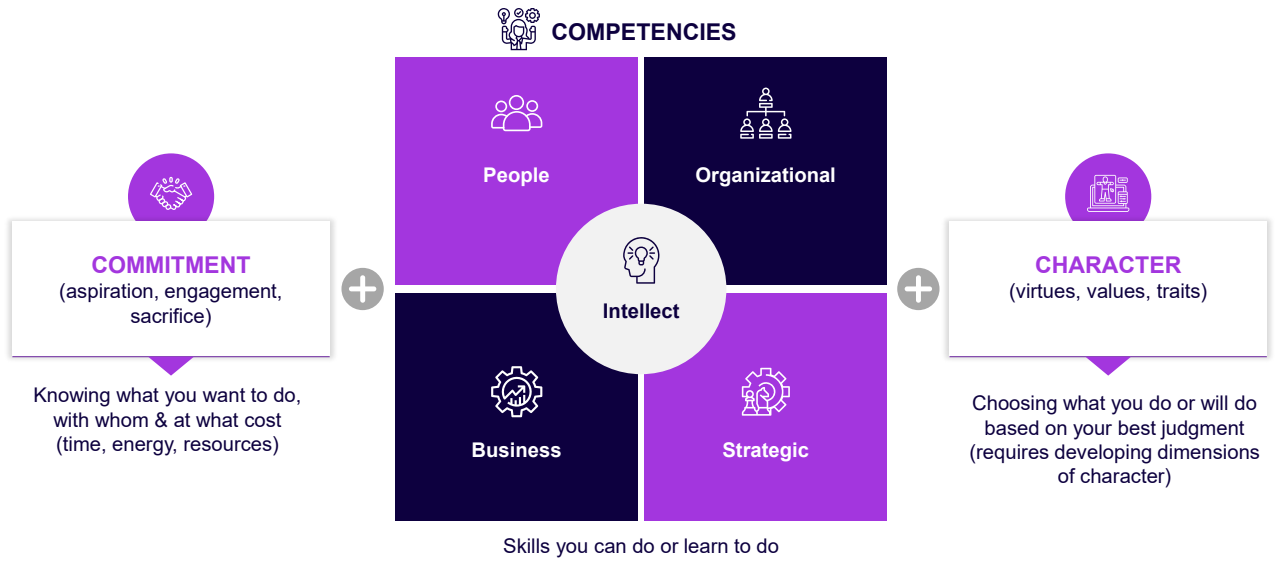 COMPETENCIES
People
Organizational
Intellect
Business
Strategic
Skills you can do or learn to do
COMMITMENT
(aspiration, engagement,
sacrifice)
Knowing what you want to do,
with whom & at what cost
(time, energy, resources)
CHARACTER
(virtues, values, traits)
Choosing what you do or will do
based on your best judgment
(requires developing dimensions
of character)